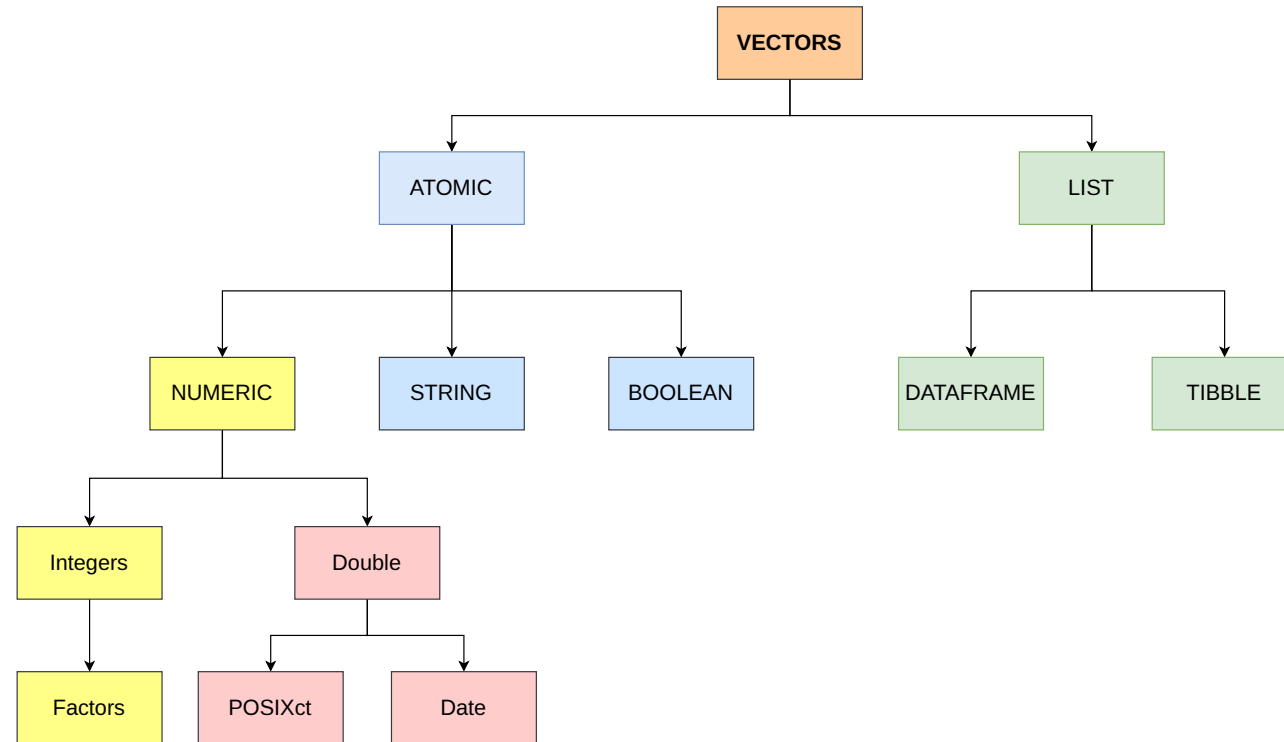 VECTORS
ATOMIC
LIST
NUMERIC
STRING
BOOLEAN
DATAFRAME
TIBBLE
Integers
Double
Factors
POSIXct
Date